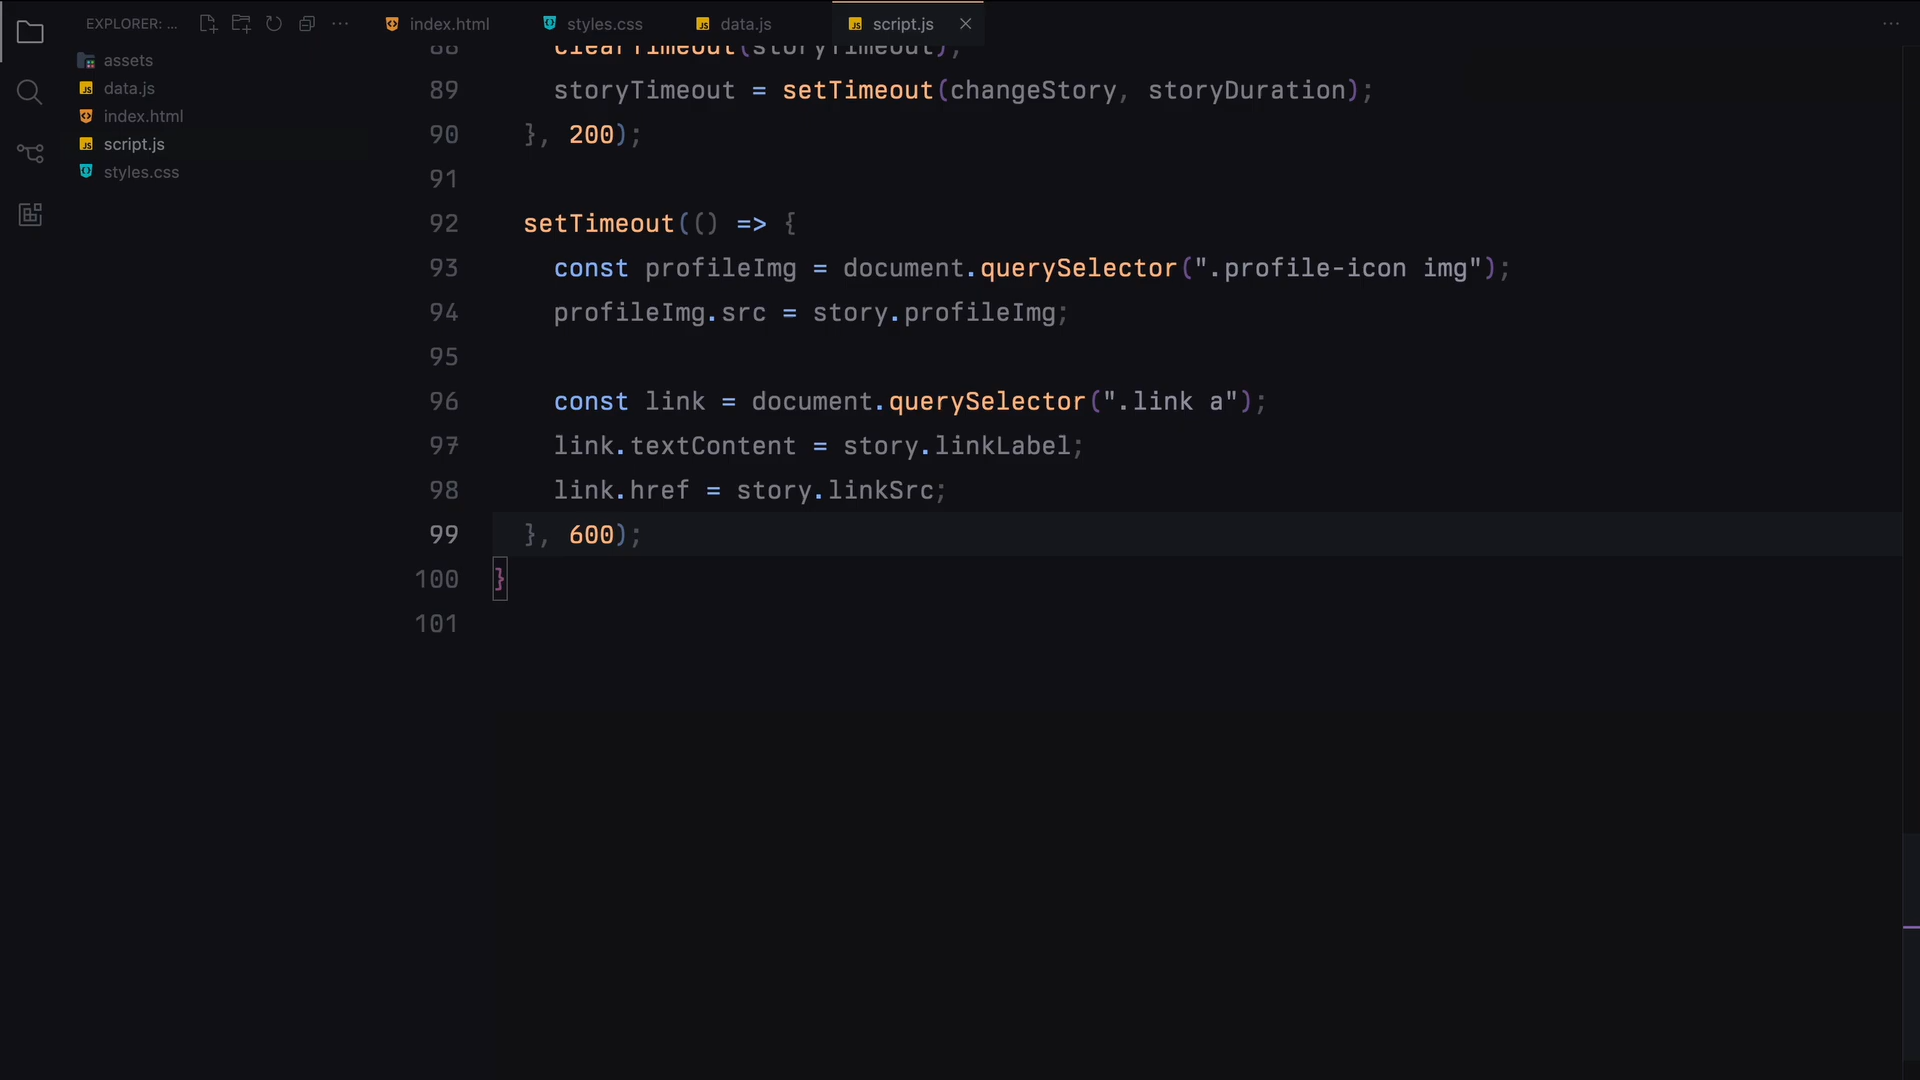 EXPLORER: ...
index.html
styles.css
data.js
script.js
assets
data.js
index.html
script.js
styles.css
88 clearTimeout(storyTimeout);
89 storyTimeout = setTimeout(changeStory, storyDuration);
90 }, 200);
91
92 setTimeout(() => {
93 const profileImg = document.querySelector(".profile-icon img");
94 profileImg.src = story.profileImg;
95
96 const link = document.querySelector(".link a");
97 link.textContent = story.linkLabel;
98 link.href = story.linkSrc;
99 }, 600);
100 }
101